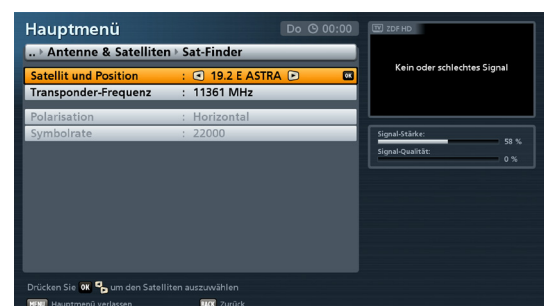 Hauptmenü
Do 00:00
TV ZDF HD
.. Antenne & Satelliten Sat-Finder
Kein oder schlechtes Signal
Satellit und Position : 19.2 E ASTRA OK
Transponder-Frequenz : 11361 MHz
Polarisation : Horizontal
Symbolrate : 22000
Signal-Stärke:
58 %
Signal-Qualität:
0 %
Drücken Sie OK um den Satelliten auszuwählen
MENU Hauptmenü verlassen
BACK Zurück